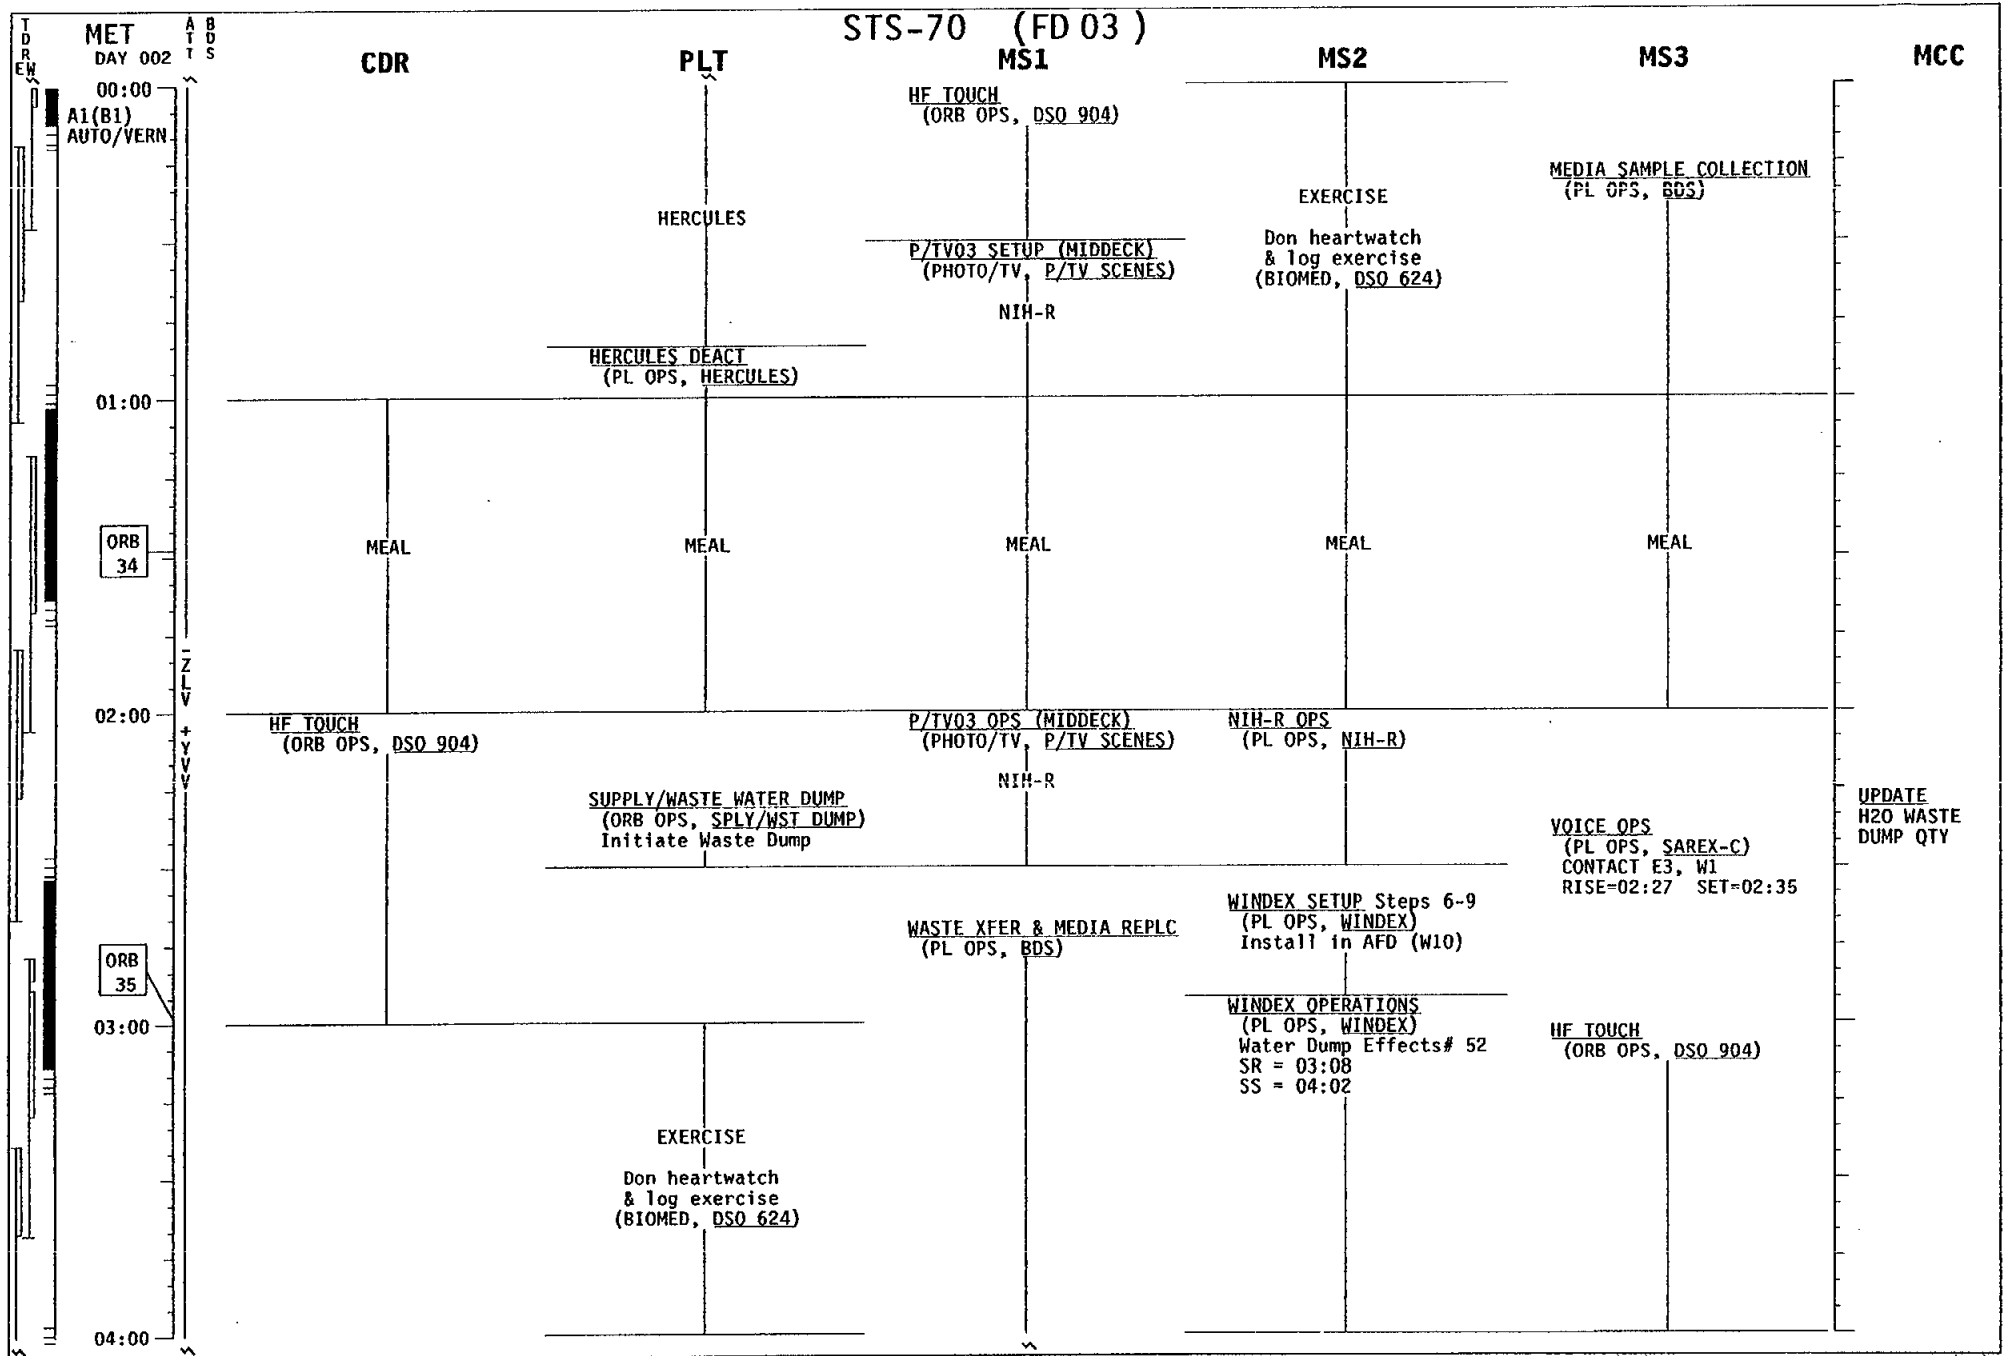 STS-70 (FD 03 )
TDRE W
MET
DAY 002
ATT
BDS
CDR
PLT
MS1
MS2
MS3
MCC
00:00
A1(B1)
AUTO/VERN
01:00
ORB
34
-ZLV +YVV
02:00
ORB
35
03:00
04:00
MEAL
HF TOUCH
(ORB OPS, DSO 904)
HERCULES
HERCULES DEACT
(PL OPS, HERCULES)
MEAL
SUPPLY/WASTE WATER DUMP
(ORB OPS, SPLY/WST DUMP)
Initiate Waste Dump
EXERCISE
Don heartwatch
& log exercise
(BIOMED, DSO 624)
HF TOUCH
(ORB OPS, DSO 904)
P/TV03 SETUP (MIDDECK)
(PHOTO/TV, P/TV SCENES)
NIH-R
MEAL
P/TV03 OPS (MIDDECK)
(PHOTO/TV, P/TV SCENES)
NIH-R
WASTE XFER & MEDIA REPLC
(PL OPS, BDS)
EXERCISE
Don heartwatch
& log exercise
(BIOMED, DSO 624)
MEAL
NIH-R OPS
(PL OPS, NIH-R)
WINDEX SETUP Steps 6-9
(PL OPS, WINDEX)
Install in AFD (W10)
WINDEX OPERATIONS
(PL OPS, WINDEX)
Water Dump Effects# 52
SR = 03:08
SS = 04:02
MEDIA SAMPLE COLLECTION
(PL OPS, BDS)
MEAL
VOICE OPS
(PL OPS, SAREX-C)
CONTACT E3, W1
RISE=02:27 SET=02:35
HF TOUCH
(ORB OPS, DSO 904)
UPDATE
H2O WASTE
DUMP QTY